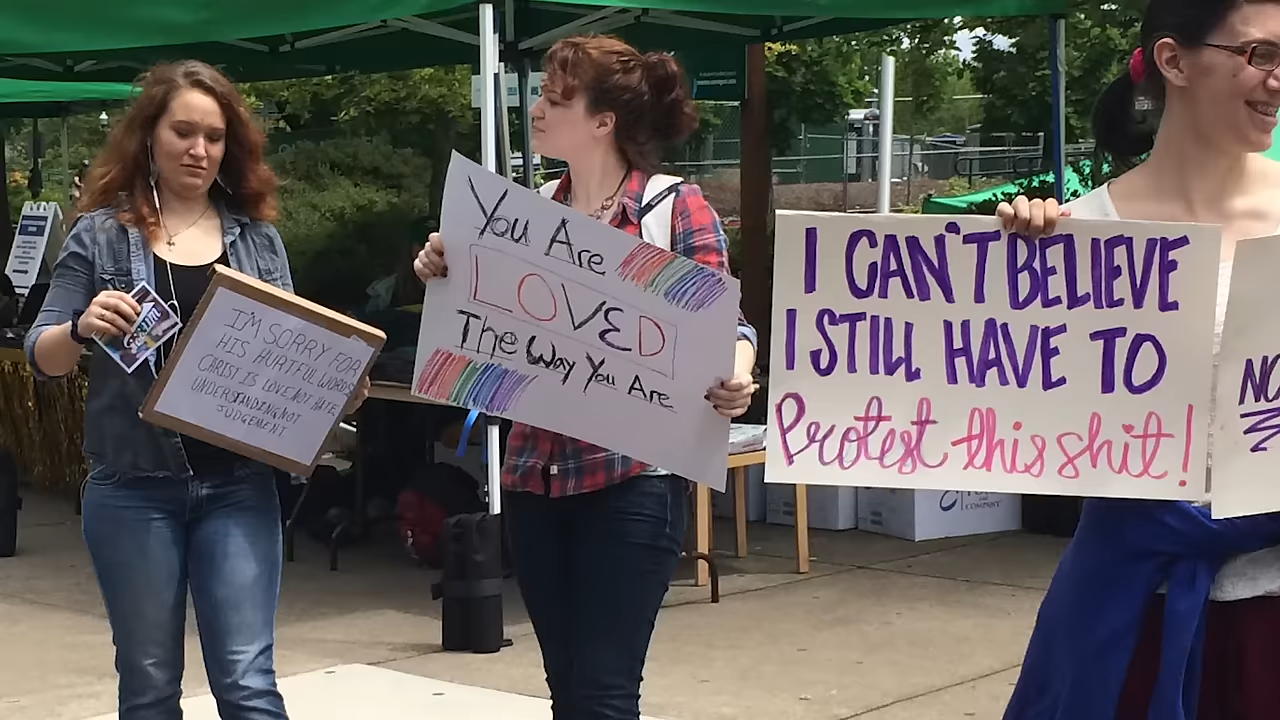 I'M SORRY FOR
HIS HURTFUL WORDS
CHRIST IS LOVE NOT HATE
UNDERSTANDING NOT
JUDGEMENT
You Are
LOVED
The Way You Are
I CAN'T BELIEVE
I STILL HAVE TO
Protest this shit!
COMPANY